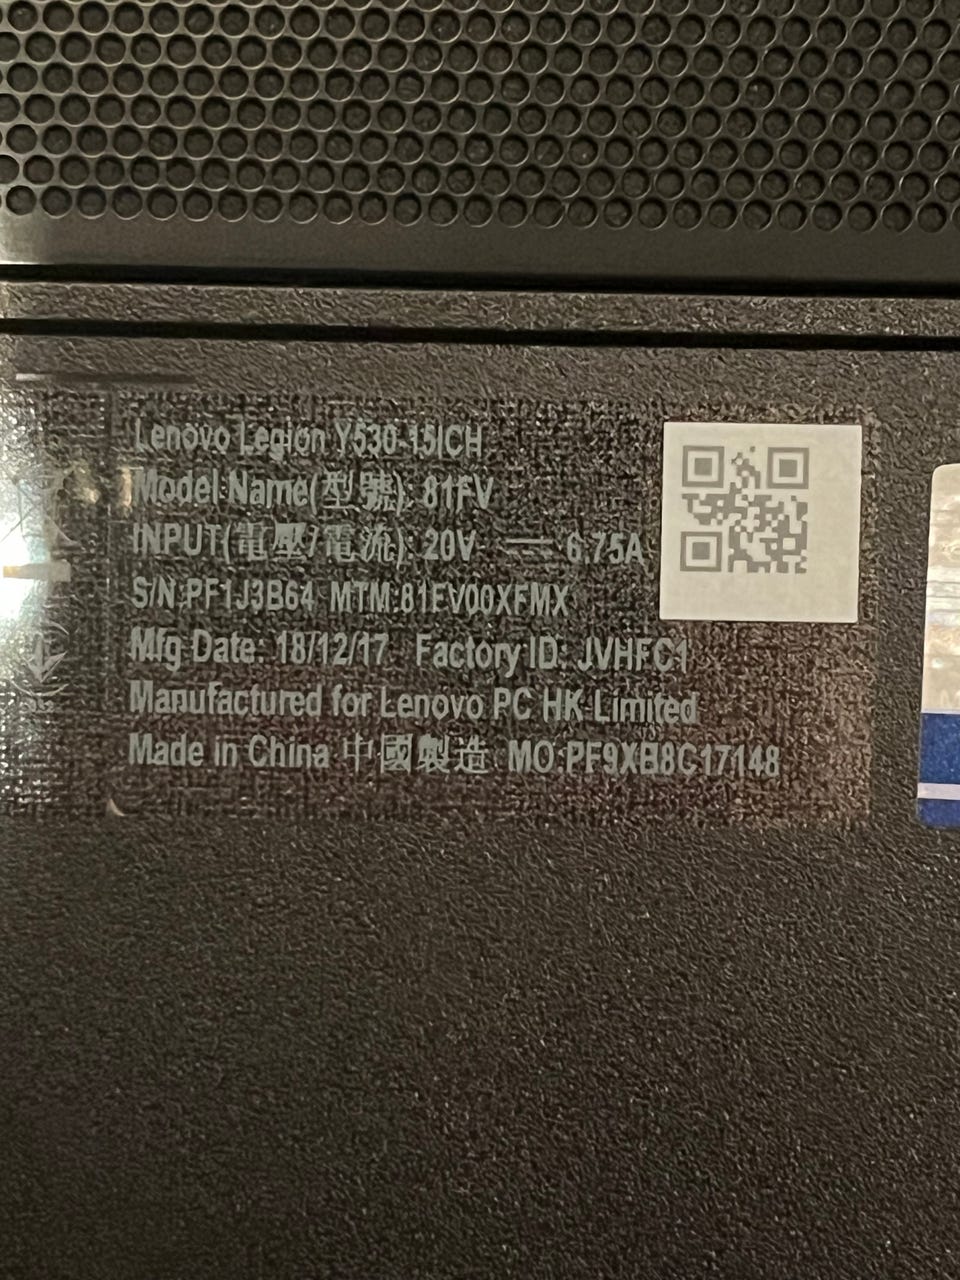 Lenovo Legion Y530-15ICH
Model Name(型號): 81FV
INPUT(電壓/電流): 20V ⎓ 6.75A
S/N:PF1J3B64 MTM:81FV00XFMX
Mfg Date: 18/12/17 Factory ID: JVHFC1
Manufactured for Lenovo PC HK Limited
Made in China 中國製造 MO:PF9XB8C17148